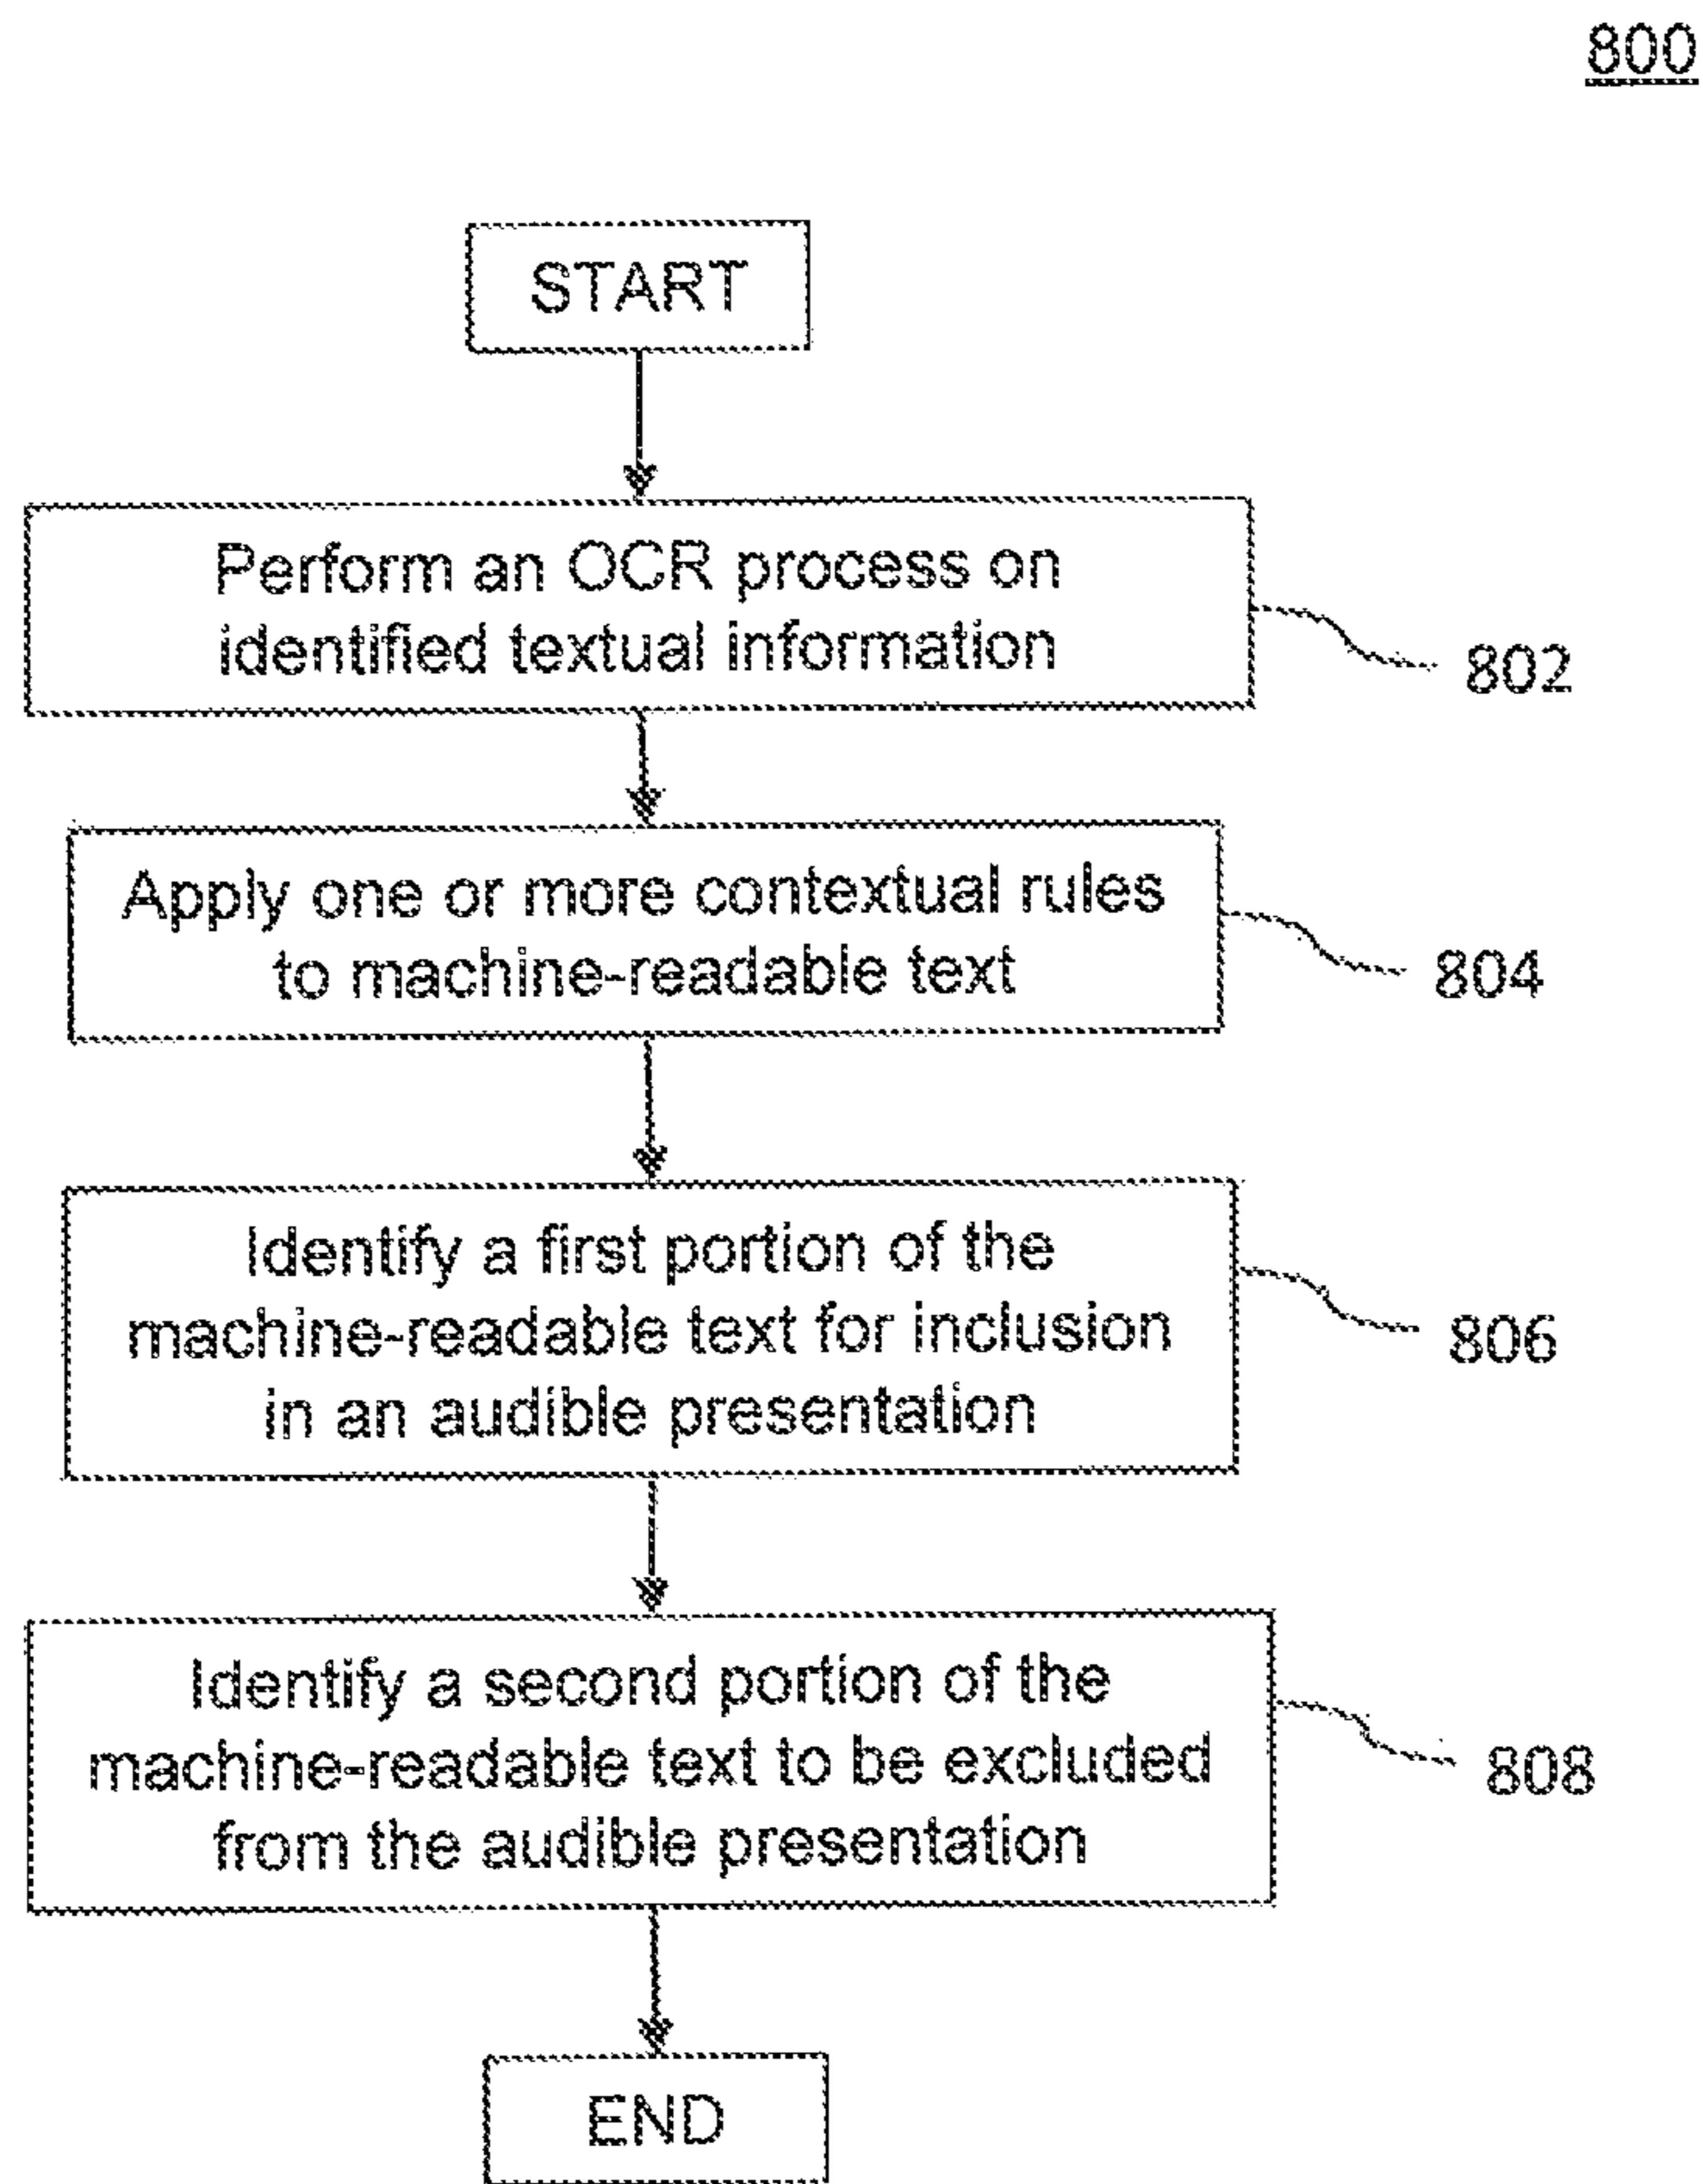 800
START
Perform an OCR process on
identified textual information
802
Apply one or more contextual rules
to machine-readable text
804
Identify a first portion of the
machine-readable text for inclusion
in an audible presentation
806
Identify a second portion of the
machine-readable text to be excluded
from the audible presentation
808
END